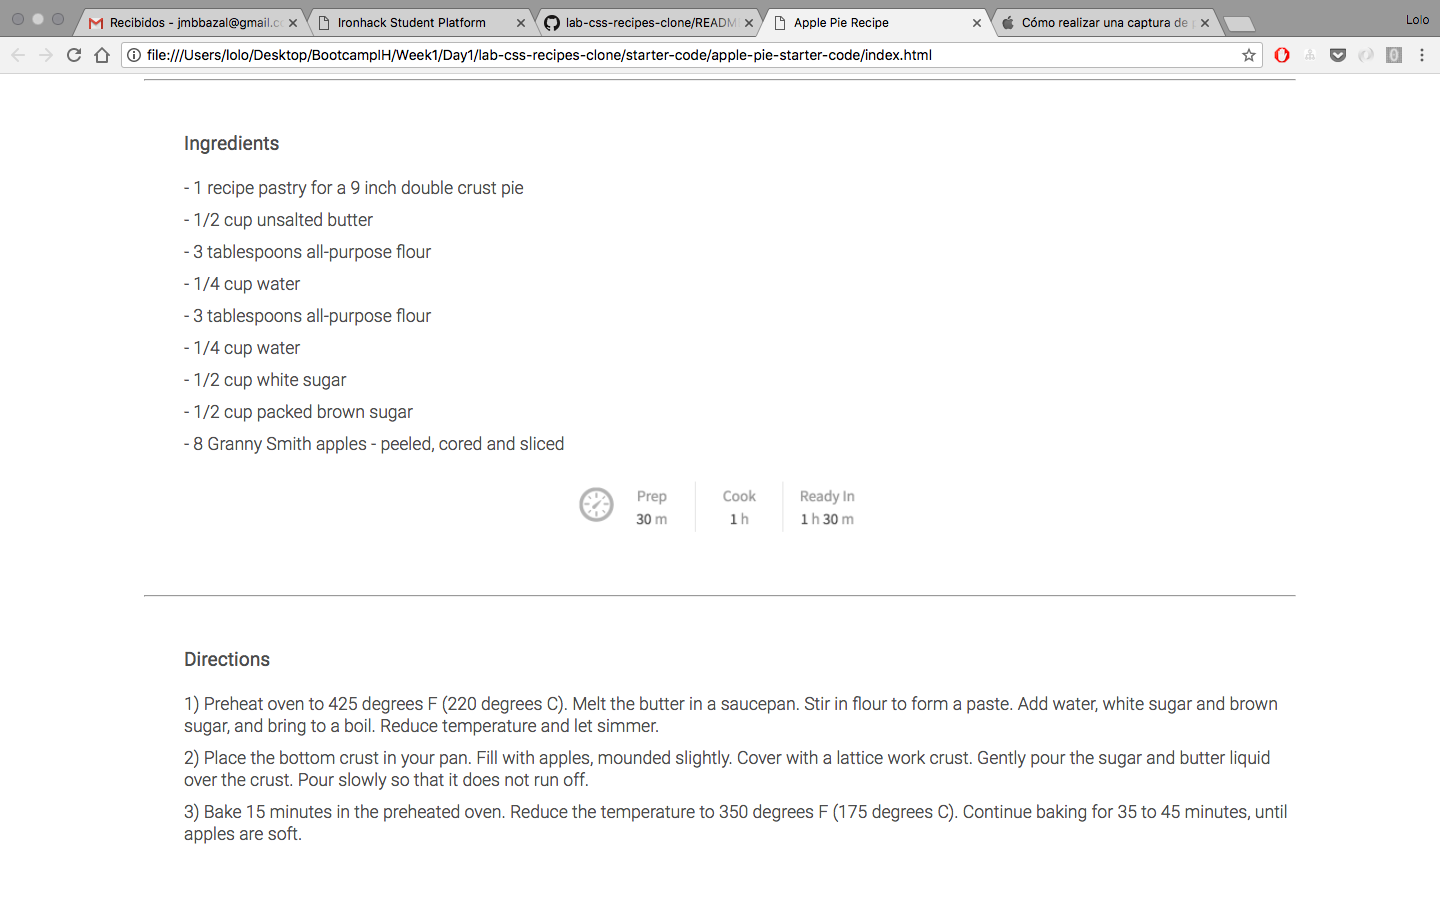 Recibidos - jmbbazal@gmail.c
Ironhack Student Platform
lab-css-recipes-clone/README
Apple Pie Recipe
Cómo realizar una captura de p
Lolo
file:///Users/lolo/Desktop/BootcampIH/Week1/Day1/lab-css-recipes-clone/starter-code/apple-pie-starter-code/index.html
Ingredients
- 1 recipe pastry for a 9 inch double crust pie
- 1/2 cup unsalted butter
- 3 tablespoons all-purpose flour
- 1/4 cup water
- 3 tablespoons all-purpose flour
- 1/4 cup water
- 1/2 cup white sugar
- 1/2 cup packed brown sugar
- 8 Granny Smith apples - peeled, cored and sliced
Prep Cook Ready In
30 m 1 h 1 h 30 m
Directions
1) Preheat oven to 425 degrees F (220 degrees C). Melt the butter in a saucepan. Stir in flour to form a paste. Add water, white sugar and brown
sugar, and bring to a boil. Reduce temperature and let simmer.
2) Place the bottom crust in your pan. Fill with apples, mounded slightly. Cover with a lattice work crust. Gently pour the sugar and butter liquid
over the crust. Pour slowly so that it does not run off.
3) Bake 15 minutes in the preheated oven. Reduce the temperature to 350 degrees F (175 degrees C). Continue baking for 35 to 45 minutes, until
apples are soft.